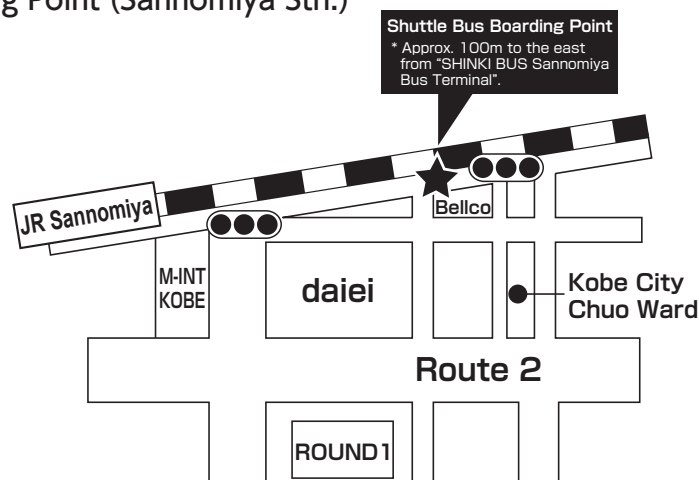 g Point (Sannomiya Stn.)
Shuttle Bus Boarding Point
* Approx. 100m to the east
from “SHINKI BUS Sannomiya
Bus Terminal”.
JR Sannomiya
Bellco
M-INT
KOBE
daiei
Kobe City
Chuo Ward
Route 2
ROUND1